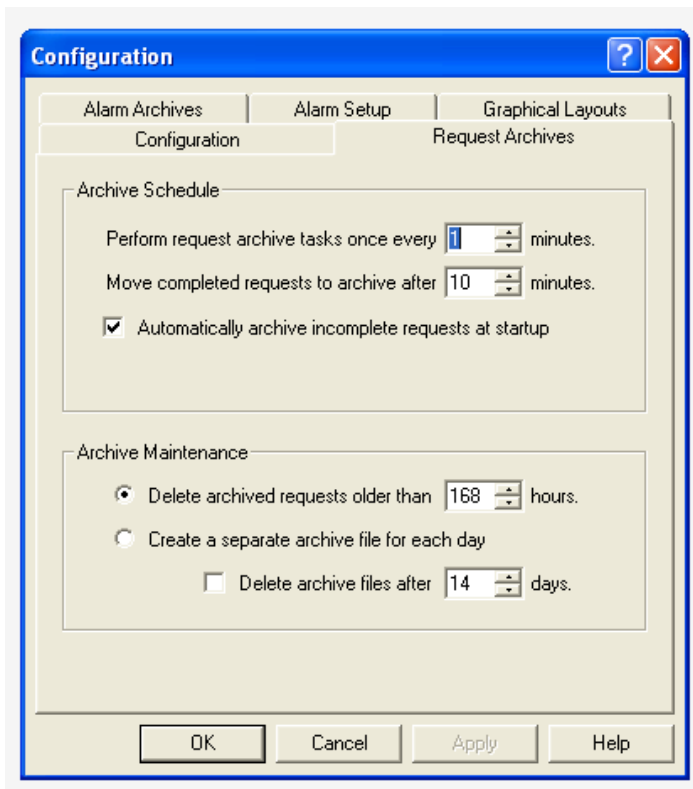 Configuration
Alarm Archives Alarm Setup Graphical Layouts
Configuration Request Archives
Archive Schedule
Perform request archive tasks once every 1 minutes.
Move completed requests to archive after 10 minutes.
Automatically archive incomplete requests at startup
Archive Maintenance
Delete archived requests older than 168 hours.
Create a separate archive file for each day
Delete archive files after 14 days.
OK Cancel Apply Help